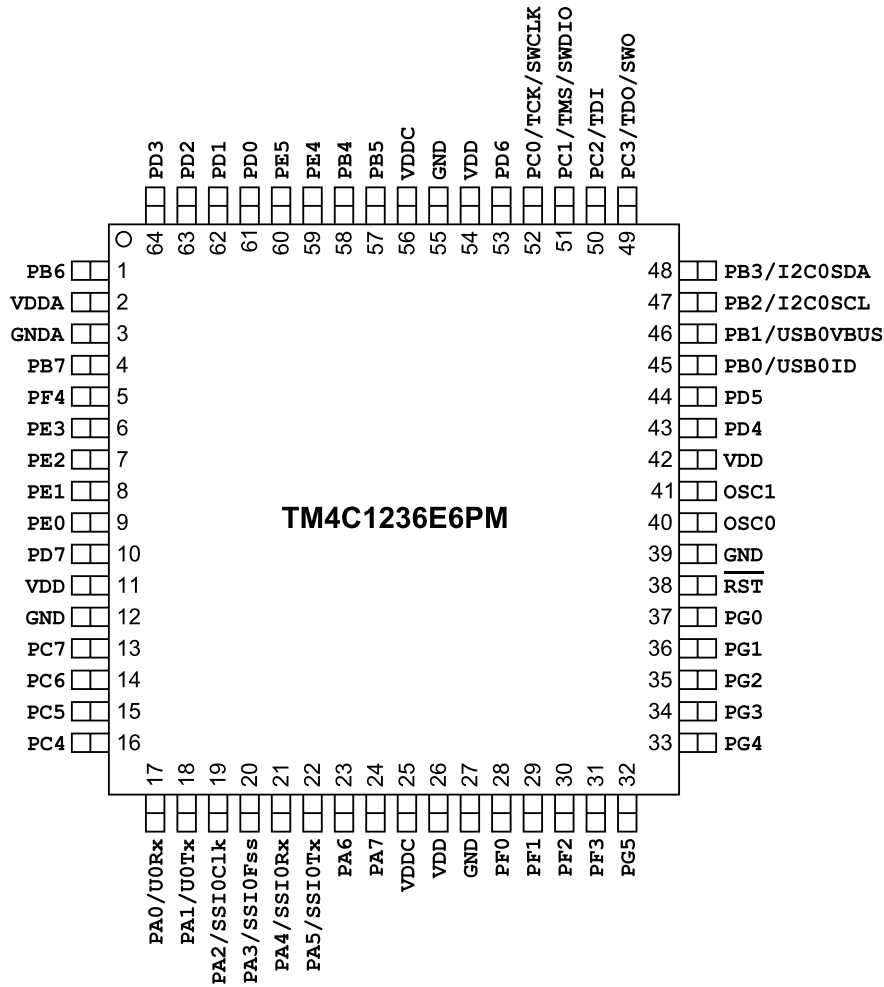 PD3
PD2
PD1
PD0
PE5
PE4
PB4
PB5
VDDC
GND
VDD
PD6
PC0/TCK/SWCLK
PC1/TMS/SWDIO
PC2/TDI
PC3/TDO/SWO
64
63
62
61
60
59
58
57
56
55
54
53
52
51
50
49
PB6 1
VDDA 2
GNDA 3
PB7 4
PF4 5
PE3 6
PE2 7
PE1 8
PE0 9
PD7 10
VDD 11
GND 12
PC7 13
PC6 14
PC5 15
PC4 16
TM4C1236E6PM
48 PB3/I2C0SDA
47 PB2/I2C0SCL
46 PB1/USB0VBUS
45 PB0/USB0ID
44 PD5
43 PD4
42 VDD
41 OSC1
40 OSC0
39 GND
38 RST
37 PG0
36 PG1
35 PG2
34 PG3
33 PG4
17
18
19
20
21
22
23
24
25
26
27
28
29
30
31
32
PA0/U0Rx
PA1/U0Tx
PA2/SSI0Clk
PA3/SSI0Fss
PA4/SSI0Rx
PA5/SSI0Tx
PA6
PA7
VDDC
VDD
GND
PF0
PF1
PF2
PF3
PG5